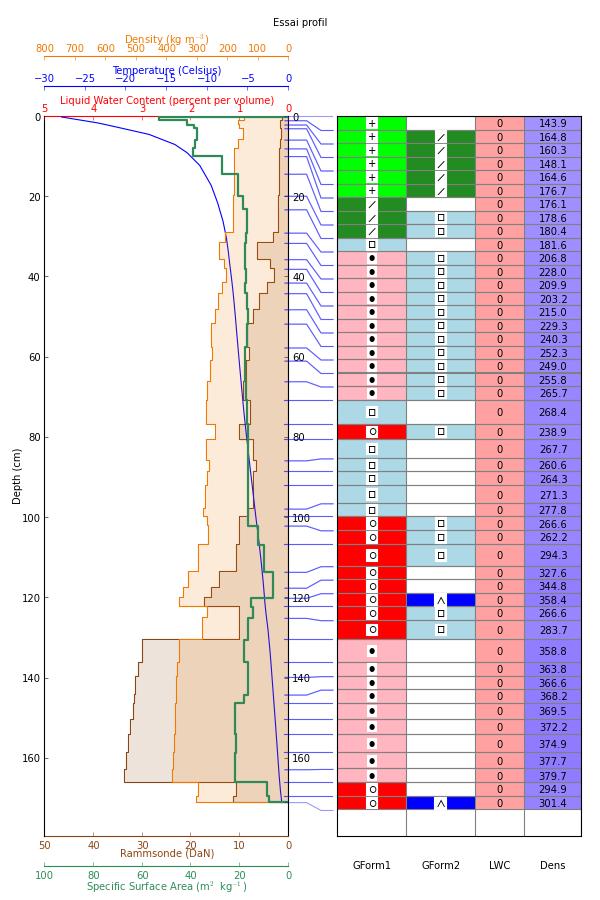 Essai profil
Density (kg m⁻³)
800 700 600 500 400 300 200 100 0
Temperature (Celsius)
−30 −25 −20 −15 −10 −5 0
Liquid Water Content (percent per volume)
5 4 3 2 1 0
0 0
+ 0 143.9
+ / 0 164.8
+ / 0 160.3
+ / 0 148.1
+ / 0 164.6
+ / 0 176.7
20 20
/ 0 176.1
/ □ 0 178.6
/ □ 0 180.4
□ 0 181.6
● □ 0 206.8
● □ 0 228.0
40 40
● □ 0 209.9
● □ 0 203.2
● □ 0 215.0
● □ 0 229.3
● □ 0 240.3
60 60
● □ 0 252.3
● □ 0 249.0
● □ 0 255.8
● □ 0 265.7
□ 0 268.4
80 80
○ □ 0 238.9
□ 0 267.7
□ 0 260.6
□ 0 264.3
Depth (cm)
□ 0 271.3
□ 0 277.8
100 100
○ □ 0 266.6
○ □ 0 262.2
○ □ 0 294.3
○ 0 327.6
○ 0 344.8
120 120
○ ∧ 0 358.4
○ □ 0 266.6
○ □ 0 283.7
● 0 358.8
140 140
● 0 363.8
● 0 366.6
● 0 368.2
● 0 369.5
● 0 372.2
160 160
● 0 374.9
● 0 377.7
● 0 379.7
○ 0 294.9
○ ∧ 0 301.4
50 40 30 20 10 0
Rammsonde (DaN)
GForm1 GForm2 LWC Dens
100 80 60 40 20 0
Specific Surface Area (m² kg⁻¹)